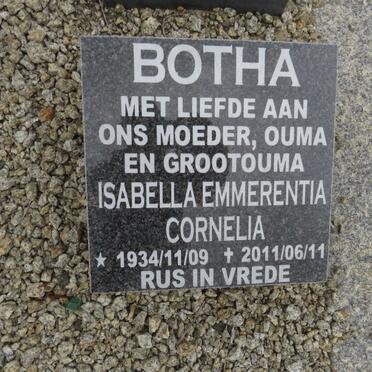 BOTHA
MET LIEFDE AAN
ONS MOEDER, OUMA
EN GROOTOUMA
ISABELLA EMMERENTIA
CORNELIA
★ 1934/11/09 ✝ 2011/06/11
RUS IN VREDE